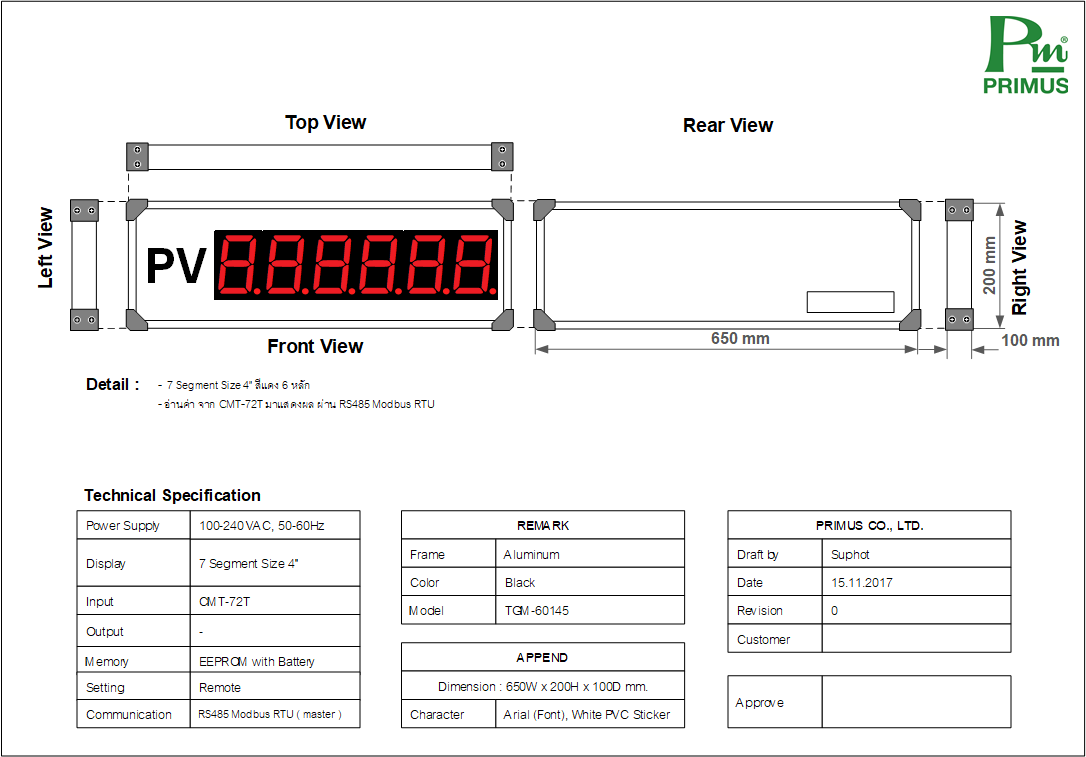 Pm®
PRIMUS
Top View
Rear View
Left View
PV 8.8.8.8.8.8.
200 mm
Right View
Front View
650 mm
100 mm
Detail :
- 7 Segment Size 4" สีแดง 6 หลัก
- อ่านค่า จาก CMT-72T มาแสดงผล ผ่าน RS485 Modbus RTU
Technical Specification
Power Supply 100-240 VAC, 50-60Hz
Display 7 Segment Size 4"
Input CMT-72T
Output -
Memory EEPROM with Battery
Setting Remote
Communication RS485 Modbus RTU ( master )
REMARK
Frame Aluminum
Color Black
Model TGM-60145
APPEND
Dimension : 650W x 200H x 100D mm.
Character Arial (Font), White PVC Sticker
PRIMUS CO., LTD.
Draft by Suphot
Date 15.11.2017
Revision 0
Customer
Approve